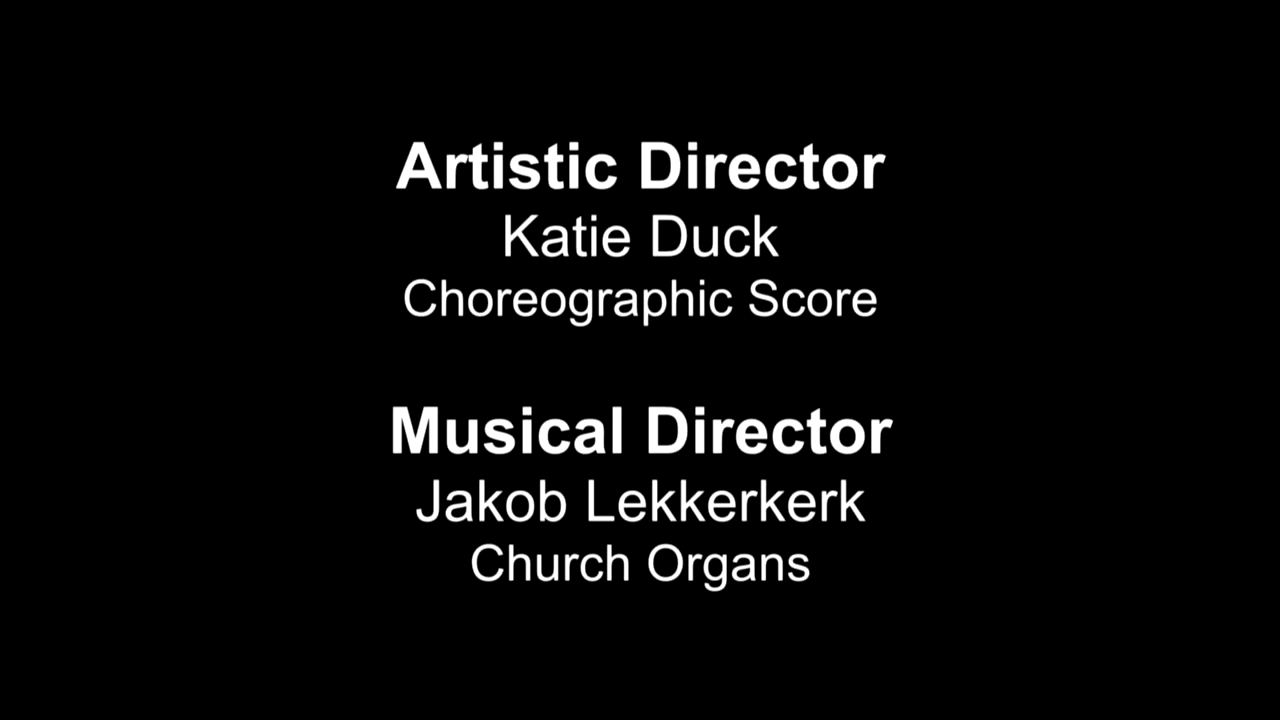 Artistic Director
Katie Duck
Choreographic Score
Musical Director
Jakob Lekkerkerk
Church Organs